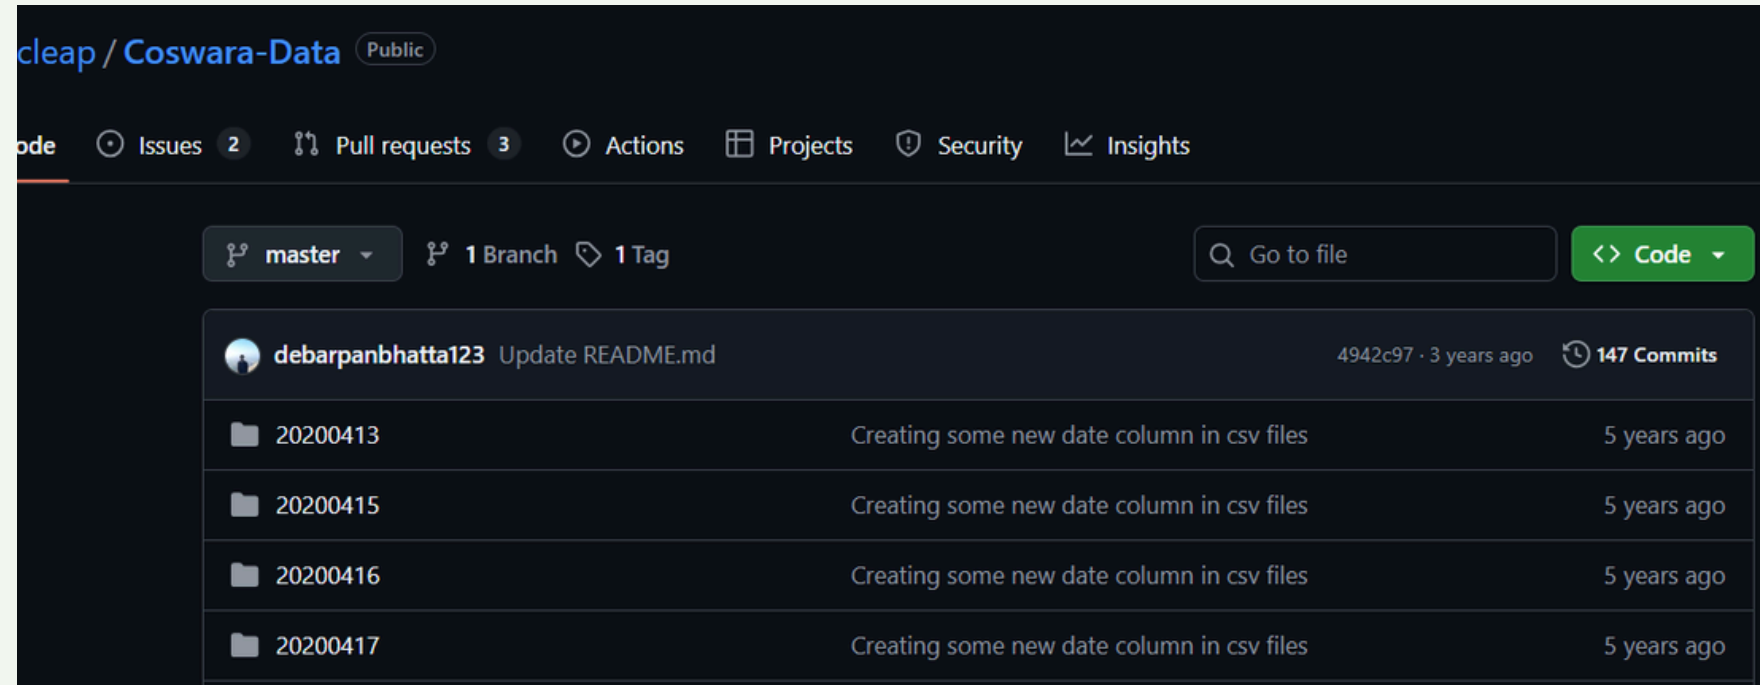 cleap / Coswara-Data Public
ode Issues 2 Pull requests 3 Actions Projects Security Insights
master 1 Branch 1 Tag Go to file Code
debarpanbhatta123 Update README.md 4942c97 · 3 years ago 147 Commits
20200413 Creating some new date column in csv files 5 years ago
20200415 Creating some new date column in csv files 5 years ago
20200416 Creating some new date column in csv files 5 years ago
20200417 Creating some new date column in csv files 5 years ago